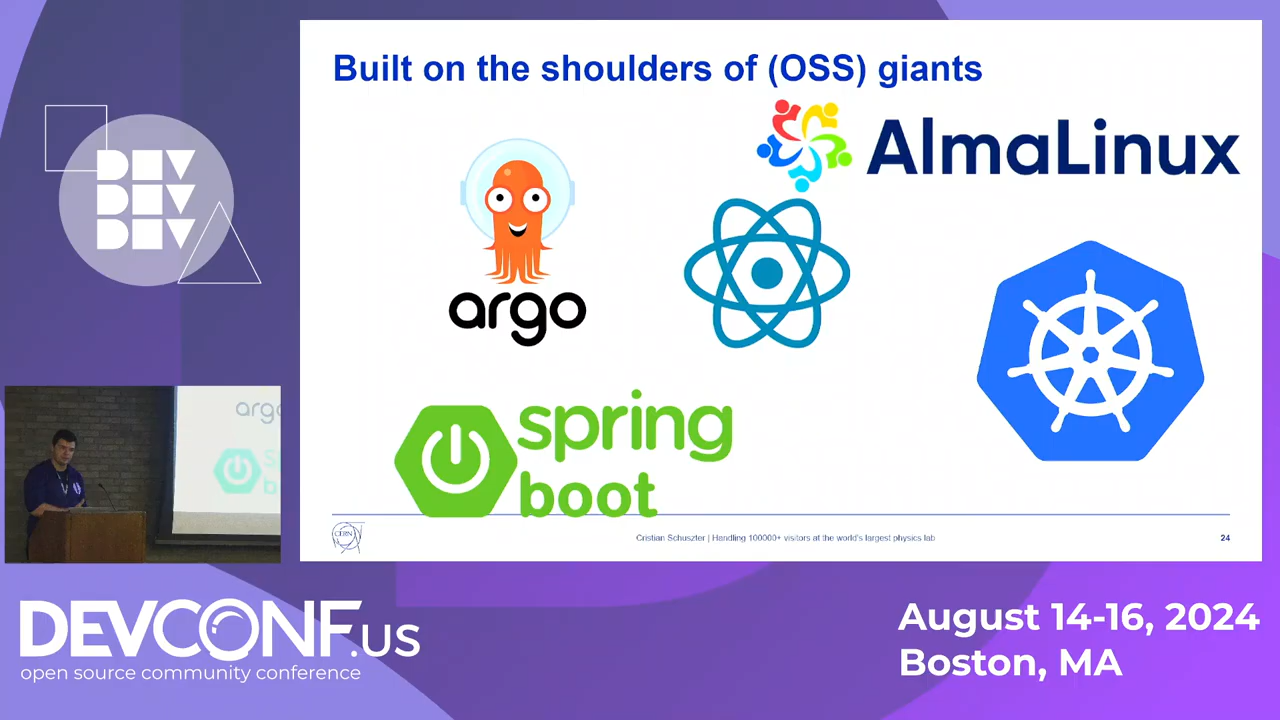 Built on the shoulders of (OSS) giants
AlmaLinux
argo
spring
boot
CERN
Cristian Schuszter | Handling 100000+ visitors at the world's largest physics lab
24
DEV
DEV
DEV
argo
DEVCONF.US
open source community conference
August 14-16, 2024
Boston, MA